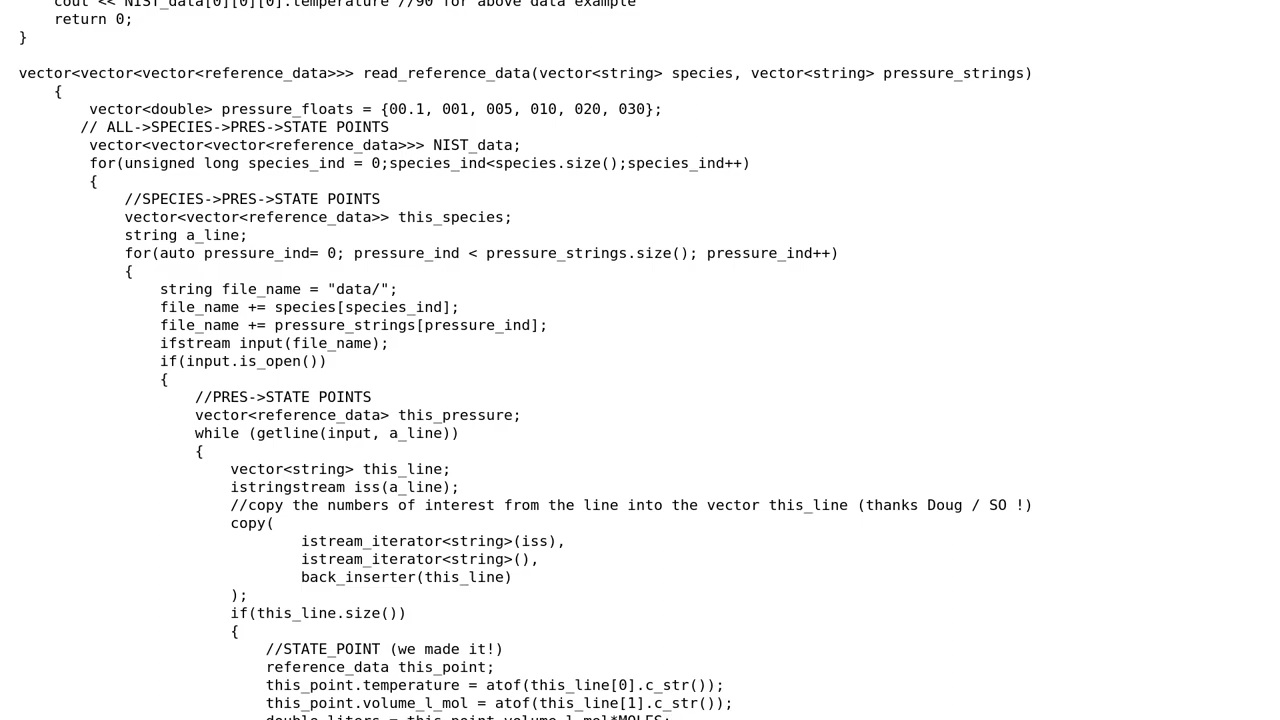 cout << NIST_data[0][0][0].temperature //90 for above data example
return 0;
}
vector<vector<vector<reference_data>>> read_reference_data(vector<string> species, vector<string> pressure_strings)
{
vector<double> pressure_floats = {00.1, 001, 005, 010, 020, 030};
// ALL->SPECIES->PRES->STATE POINTS
vector<vector<vector<reference_data>>> NIST_data;
for(unsigned long species_ind = 0;species_ind<species.size();species_ind++)
{
//SPECIES->PRES->STATE POINTS
vector<vector<reference_data>> this_species;
string a_line;
for(auto pressure_ind= 0; pressure_ind < pressure_strings.size(); pressure_ind++)
{
string file_name = "data/";
file_name += species[species_ind];
file_name += pressure_strings[pressure_ind];
ifstream input(file_name);
if(input.is_open())
{
//PRES->STATE POINTS
vector<reference_data> this_pressure;
while (getline(input, a_line))
{
vector<string> this_line;
istringstream iss(a_line);
//copy the numbers of interest from the line into the vector this_line (thanks Doug / SO !)
copy(
istream_iterator<string>(iss),
istream_iterator<string>(),
back_inserter(this_line)
);
if(this_line.size())
{
//STATE_POINT (we made it!)
reference_data this_point;
this_point.temperature = atof(this_line[0].c_str());
this_point.volume_l_mol = atof(this_line[1].c_str());
double liters = this_point.volume_l_mol*MOLES;